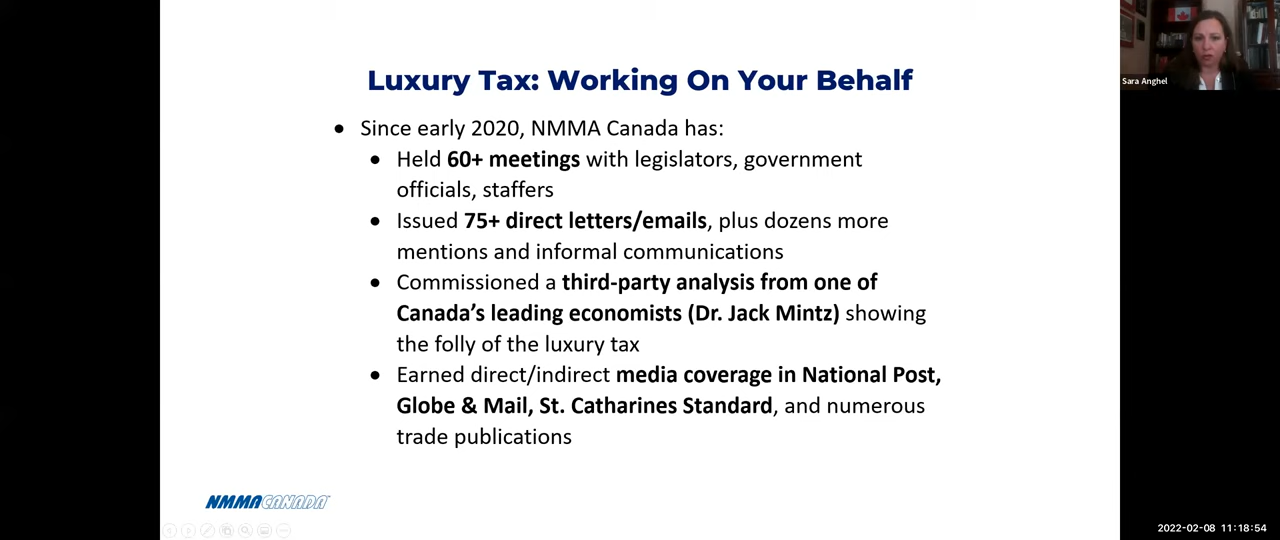 Luxury Tax: Working On Your Behalf
Sara Anghel
• Since early 2020, NMMA Canada has:
• Held 60+ meetings with legislators, government
officials, staffers
• Issued 75+ direct letters/emails, plus dozens more
mentions and informal communications
• Commissioned a third-party analysis from one of
Canada's leading economists (Dr. Jack Mintz) showing
the folly of the luxury tax
• Earned direct/indirect media coverage in National Post,
Globe & Mail, St. Catharines Standard, and numerous
trade publications
NMMA CANADA
2022-02-08 11:18:54